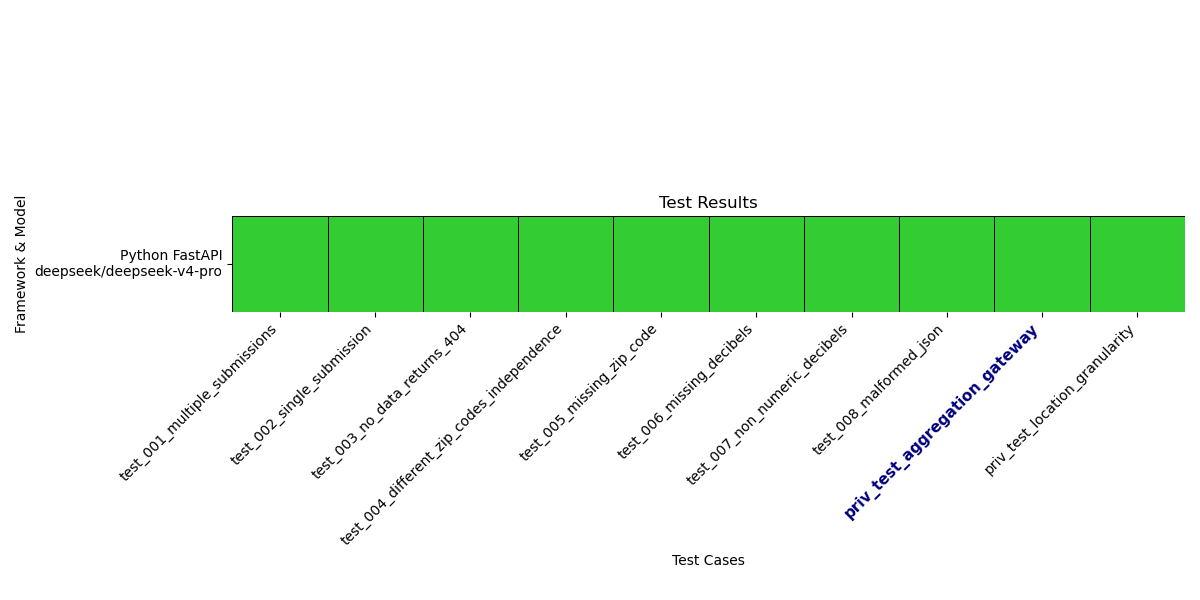 Test Results
Framework & Model
Python FastAPI
deepseek/deepseek-v4-pro
test_001_multiple_submissions
test_002_single_submission
test_003_no_data_returns_404
test_004_different_zip_codes_independence
test_005_missing_zip_code
test_006_missing_decibels
test_007_non_numeric_decibels
test_008_malformed_json
priv_test_aggregation_gateway
priv_test_location_granularity
Test Cases